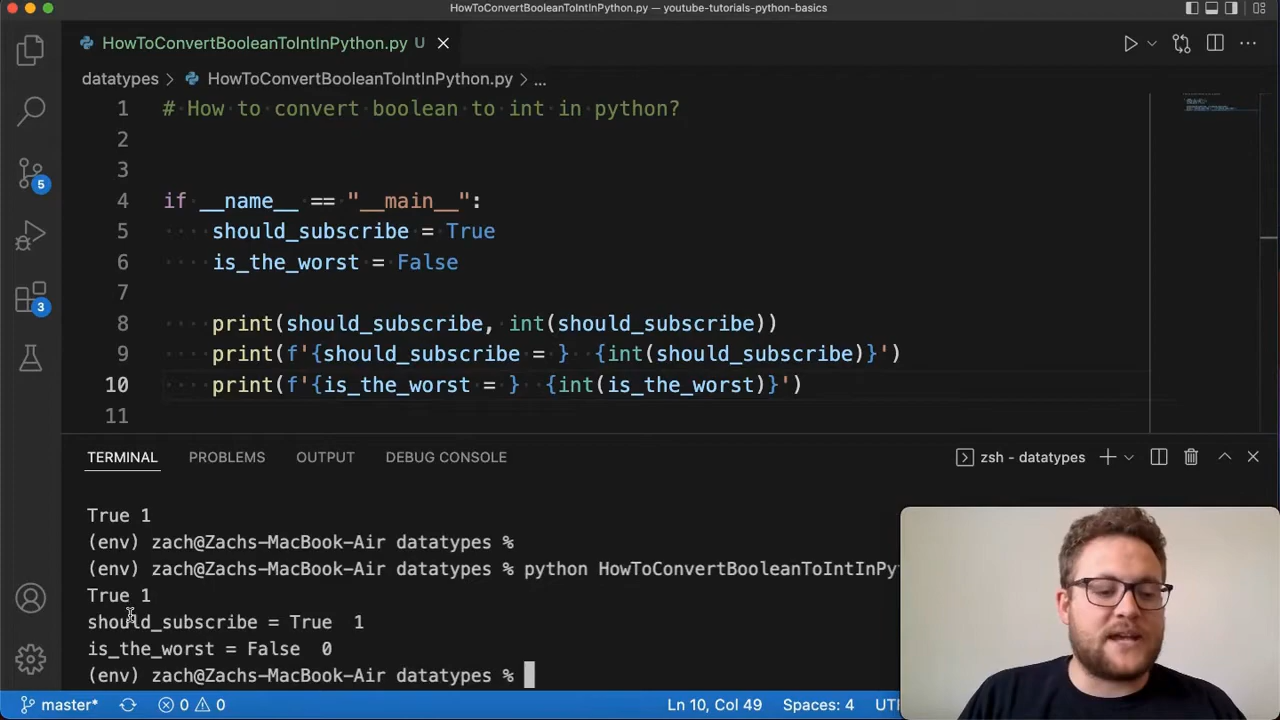 HowToConvertBooleanToIntInPython.py — youtube-tutorials-python-basics
HowToConvertBooleanToIntInPython.py U
datatypes > HowToConvertBooleanToIntInPython.py > ...
1 # How to convert boolean to int in python?
2
3
4 if __name__ == "__main__":
5 should_subscribe = True
6 is_the_worst = False
7
8 print(should_subscribe, int(should_subscribe))
9 print(f'{should_subscribe = }  {int(should_subscribe)}')
10 print(f'{is_the_worst = }  {int(is_the_worst)}')
11
5
3
TERMINAL PROBLEMS OUTPUT DEBUG CONSOLE zsh - datatypes
True 1
(env) zach@Zachs-MacBook-Air datatypes %
(env) zach@Zachs-MacBook-Air datatypes % python HowToConvertBooleanToIntInPy
True 1
should_subscribe = True  1
is_the_worst = False  0
(env) zach@Zachs-MacBook-Air datatypes %
master* 0 0 Ln 10, Col 49 Spaces: 4 UT